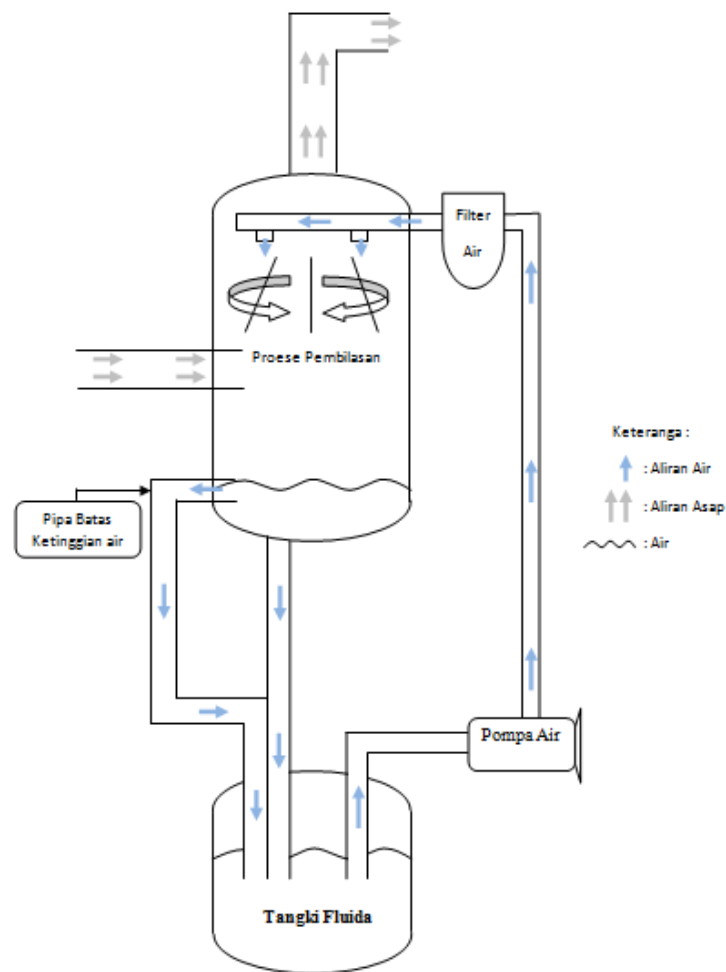 Filter
Air
Proese Pembilasan
Keteranga :
: Aliran Air
: Aliran Asap
: Air
Pipa Batas
Ketinggian air
Pompa Air
Tangki Fluida